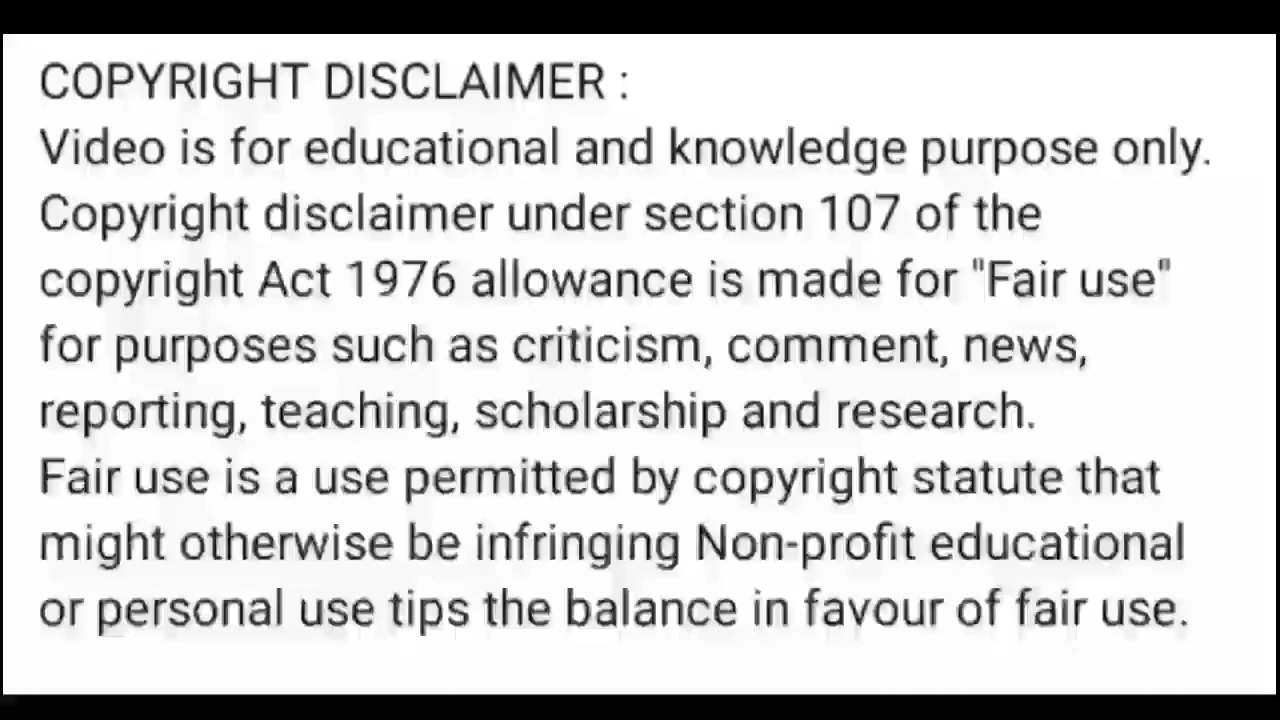 COPYRIGHT DISCLAIMER :
Video is for educational and knowledge purpose only.
Copyright disclaimer under section 107 of the
copyright Act 1976 allowance is made for "Fair use"
for purposes such as criticism, comment, news,
reporting, teaching, scholarship and research.
Fair use is a use permitted by copyright statute that
might otherwise be infringing Non-profit educational
or personal use tips the balance in favour of fair use.